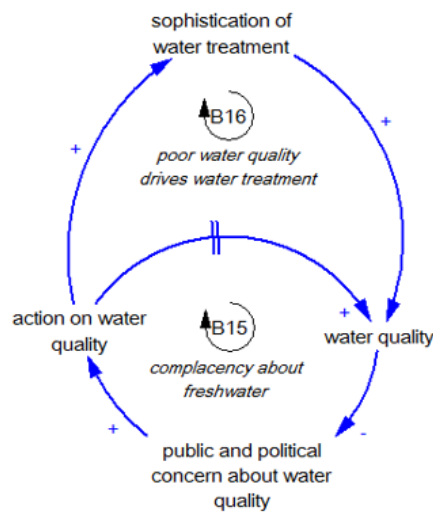 sophistication of
water treatment
+
+
B16
poor water quality
drives water treatment
action on water
quality
B15
+
water quality
complacency about
freshwater
+
-
public and political
concern about water
quality